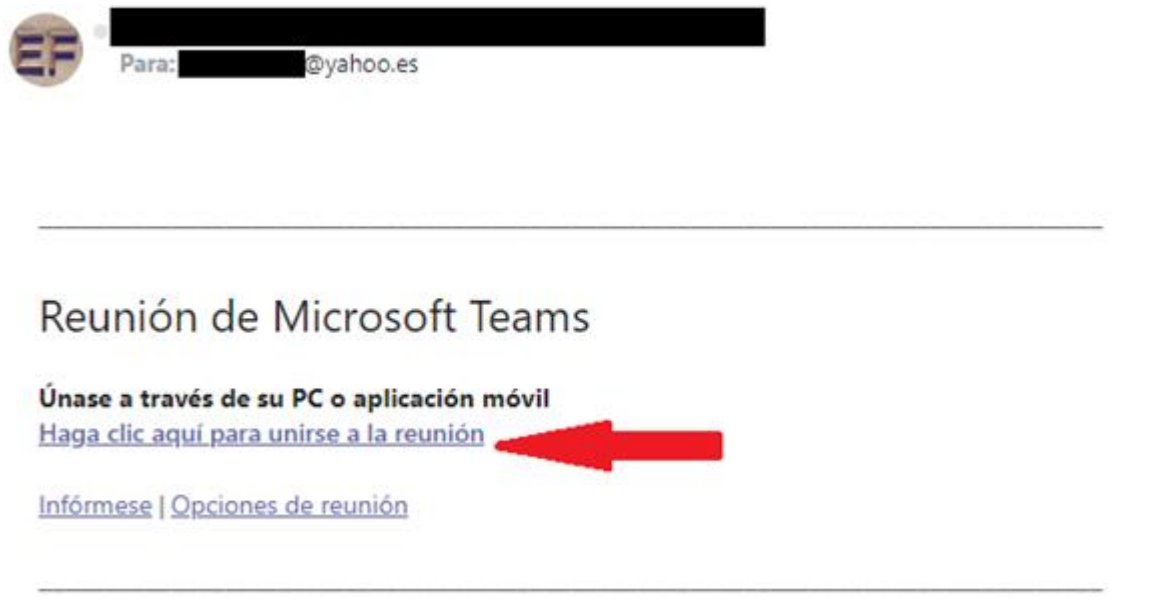 EF
Para: @yahoo.es
Reunión de Microsoft Teams
Únase a través de su PC o aplicación móvil
Haga clic aquí para unirse a la reunión
Infórmese | Opciones de reunión